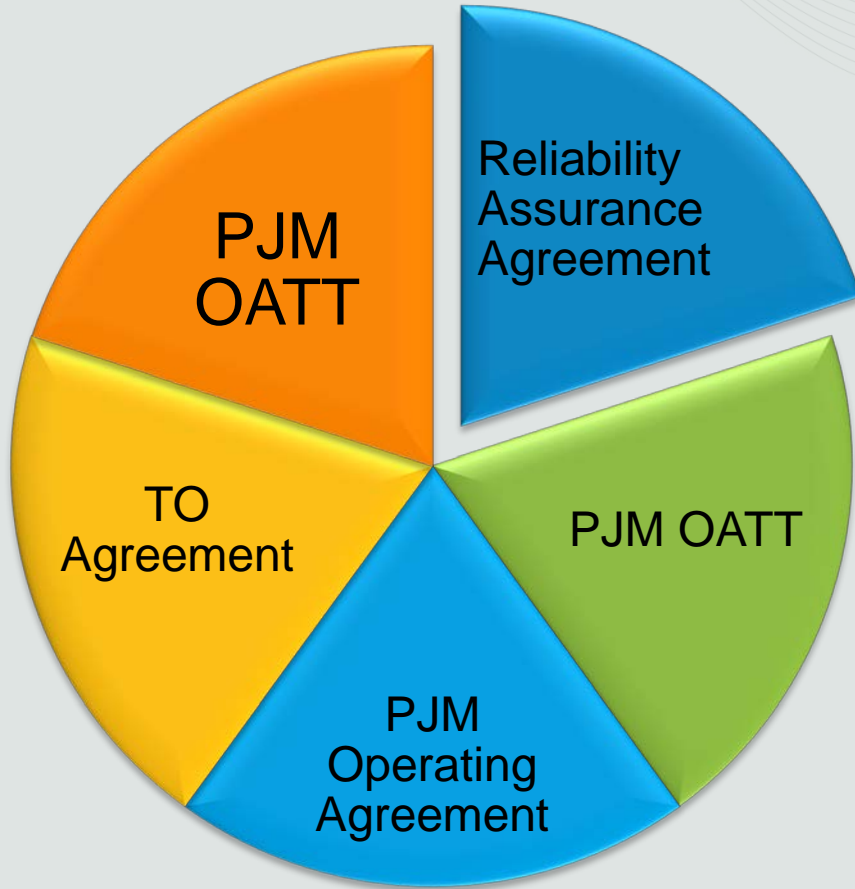 PJM
OATT
Reliability
Assurance
Agreement
TO
Agreement
PJM OATT
PJM
Operating
Agreement